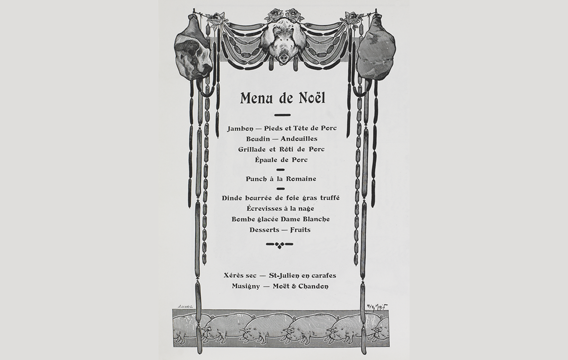 Menu de Noël
Jambon — Pieds et Tête de Porc
Boudin — Andouilles
Grillade et Rôti de Porc
Épaule de Porc
Punch à la Romaine
Dinde bourrée de foie gras truffé
Écrevisses à la nage
Bombe glacée Dame Blanche
Desserts — Fruits
Xérès sec — St-Julien en carafes
Musigny — Moët & Chandon